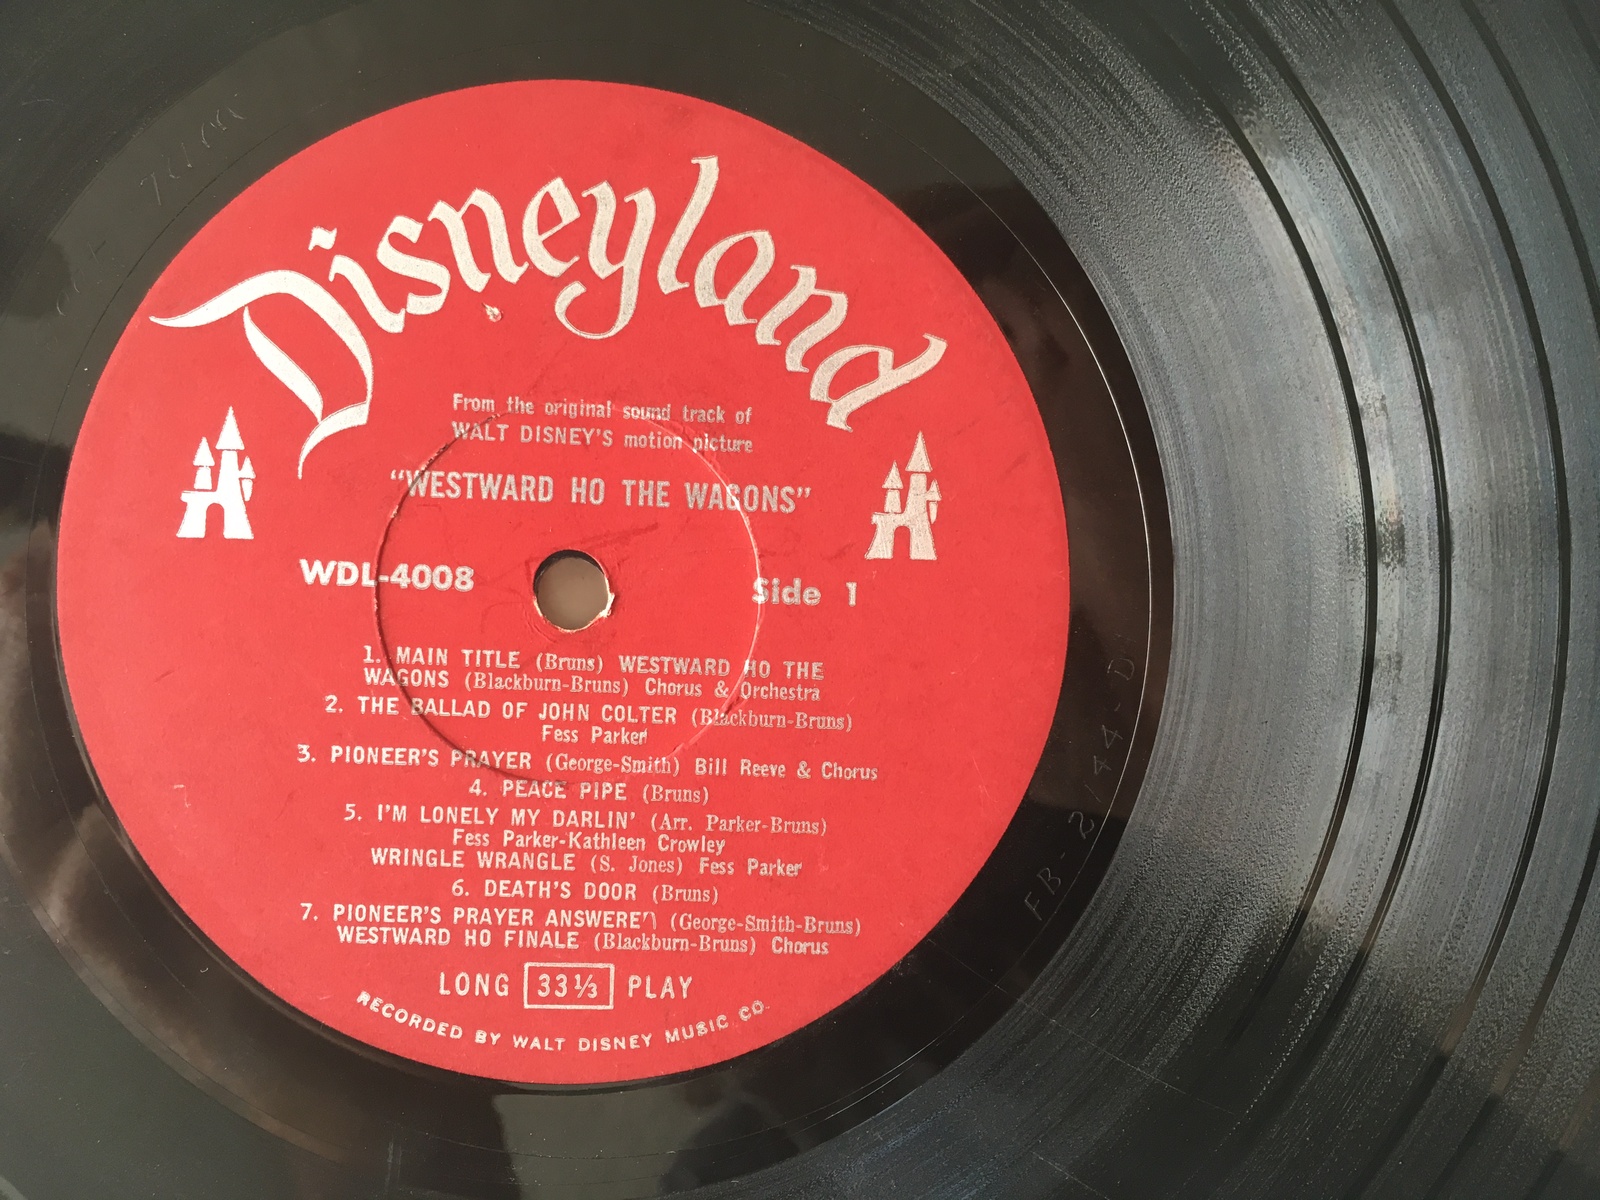 Disneyland
From the original sound track of
WALT DISNEY'S motion picture
"WESTWARD HO THE WAGONS"
WDL-4008
Side 1
1. MAIN TITLE (Bruns) WESTWARD HO THE
WAGONS (Blackburn-Bruns) Chorus & Orchestra
2. THE BALLAD OF JOHN COLTER (Blackburn-Bruns)
Fess Parker
3. PIONEER'S PRAYER (George-Smith) Bill Reeve & Chorus
4. PEACE PIPE (Bruns)
5. I'M LONELY MY DARLIN' (Arr. Parker-Bruns)
Fess Parker-Kathleen Crowley
WRINGLE WRANGLE (S. Jones) Fess Parker
6. DEATH'S DOOR (Bruns)
7. PIONEER'S PRAYER ANSWERE'D (George-Smith-Bruns)
WESTWARD HO FINALE (Blackburn-Bruns) Chorus
LONG 33⅓ PLAY
RECORDED BY WALT DISNEY MUSIC CO.
FB-2144-D